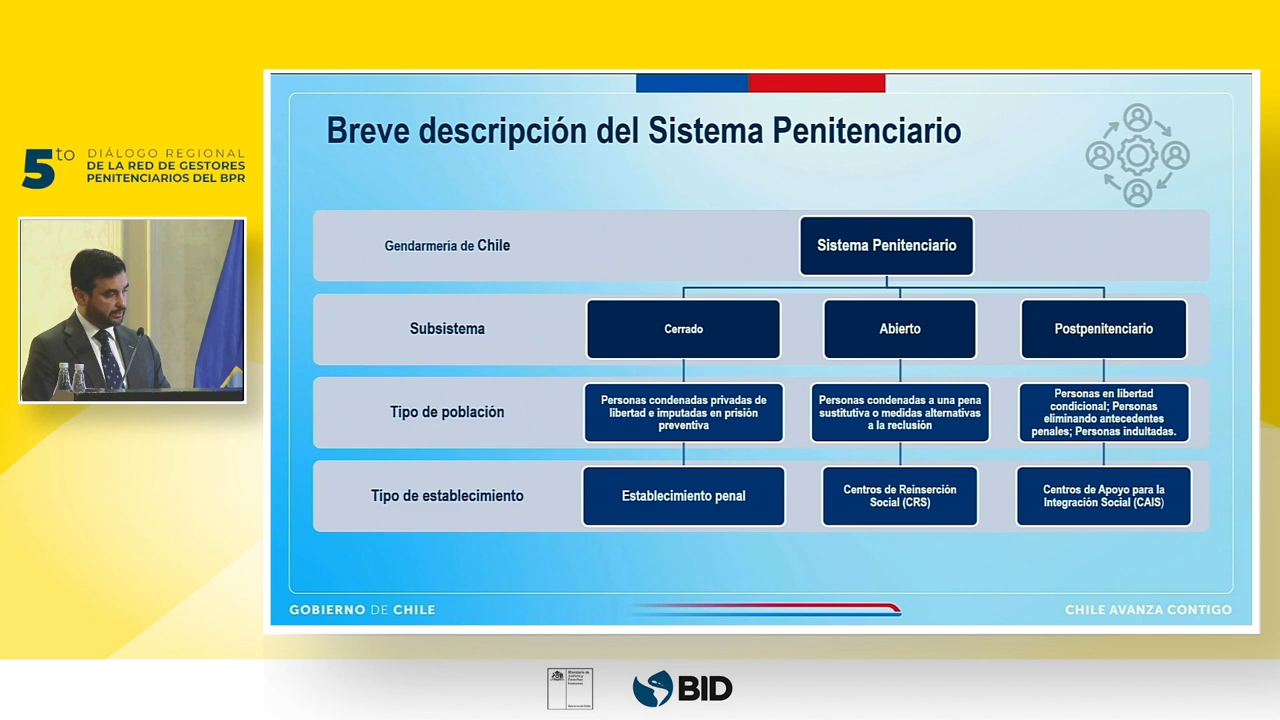 5to DIÁLOGO REGIONAL
DE LA RED DE GESTORES
PENITENCIARIOS DEL BPR
Breve descripción del Sistema Penitenciario
Gendarmería de Chile
Sistema Penitenciario
Subsistema
Cerrado
Abierto
Postpenitenciario
Tipo de población
Personas condenadas privadas de
libertad e imputadas en prisión
preventiva
Personas condenadas a una pena
sustitutiva o medidas alternativas
a la reclusión
Personas en libertad
condicional; Personas
eliminando antecedentes
penales; Personas indultadas.
Tipo de establecimiento
Establecimiento penal
Centros de Reinserción
Social (CRS)
Centros de Apoyo para la
Integración Social (CAIS)
GOBIERNO DE CHILE
CHILE AVANZA CONTIGO
BID